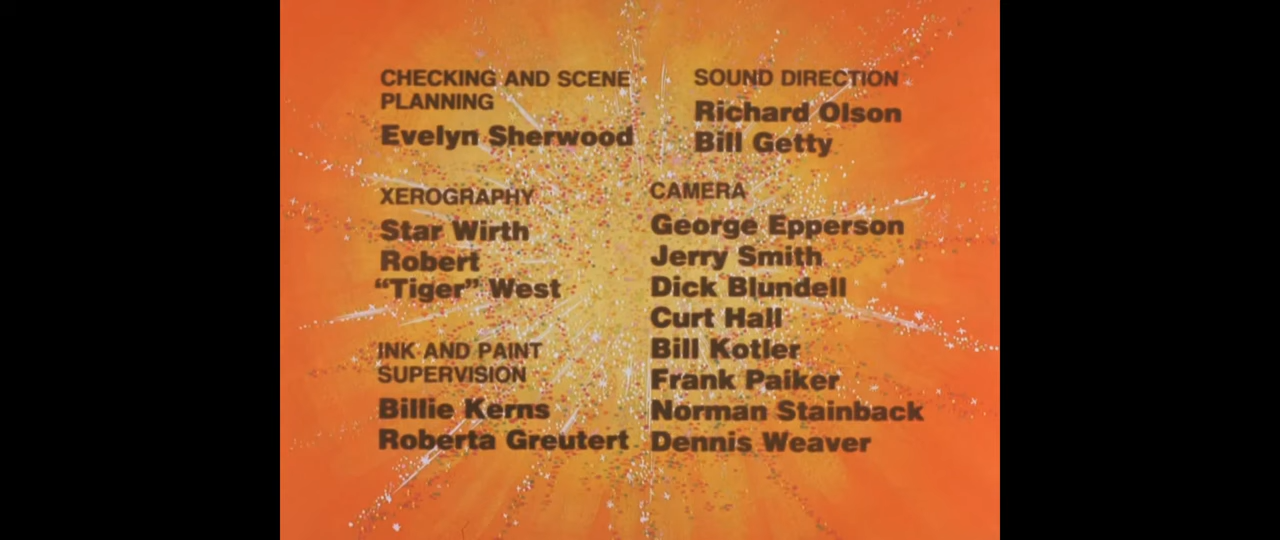 CHECKING AND SCENE
PLANNING
Evelyn Sherwood
XEROGRAPHY
Star Wirth
Robert
“Tiger” West
INK AND PAINT
SUPERVISION
Billie Kerns
Roberta Greutert
SOUND DIRECTION
Richard Olson
Bill Getty
CAMERA
George Epperson
Jerry Smith
Dick Blundell
Curt Hall
Bill Kotler
Frank Paiker
Norman Stainback
Dennis Weaver